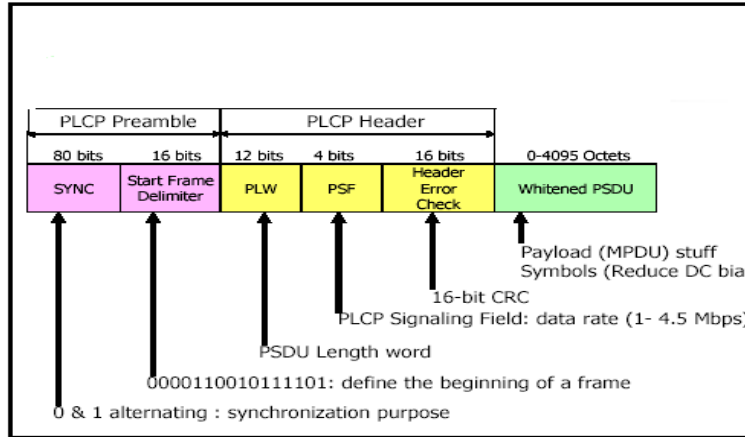 PLCP Preamble PLCP Header
80 bits 16 bits 12 bits 4 bits 16 bits 0-4095 Octets
SYNC Start Frame Delimiter PLW PSF Header Error Check Whitened PSDU
Payload (MPDU) stuff
Symbols (Reduce DC bia
16-bit CRC
PLCP Signaling Field: data rate (1- 4.5 Mbps)
PSDU Length word
0000110010111101: define the beginning of a frame
0 & 1 alternating : synchronization purpose